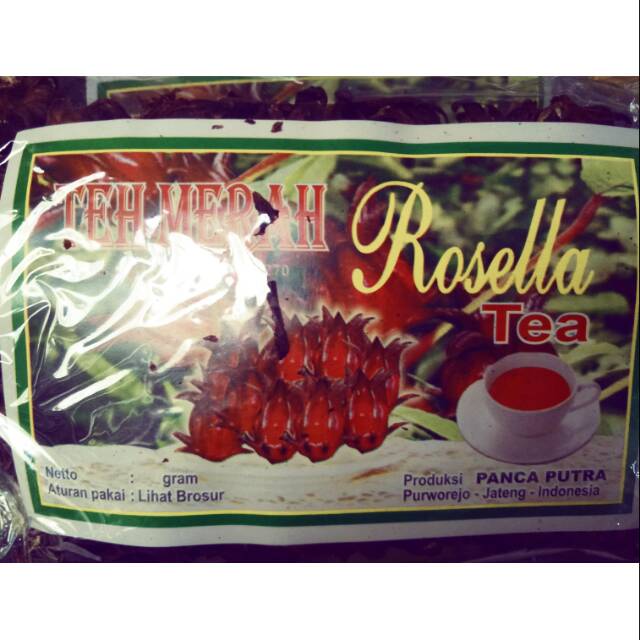 TEH MERAH
Rosella
Tea
Netto : gram
Aturan pakai : Lihat Brosur
Produksi PANCA PUTRA
Purworejo - Jateng - Indonesia